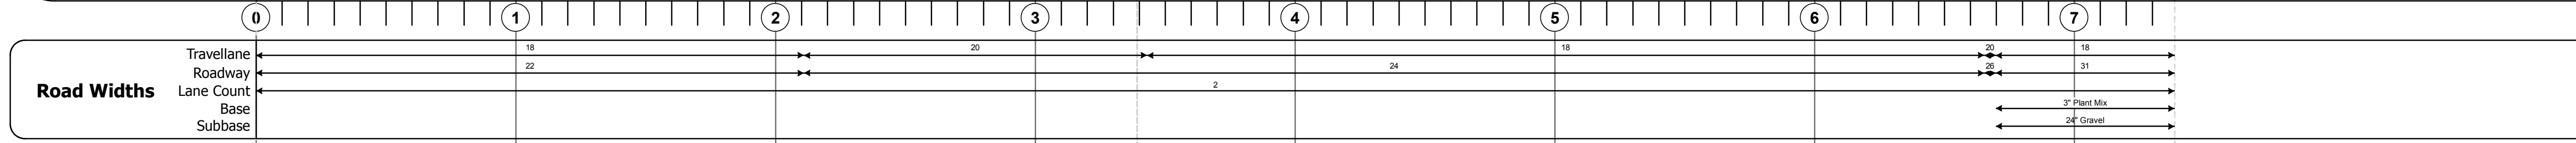 0 1 2 3 4 5 6 7
Travellane 18 20 18 20 18
Roadway 22 24 26 31
Road Widths
Lane Count 2
Base 3" Plant Mix
Subbase 24" Gravel